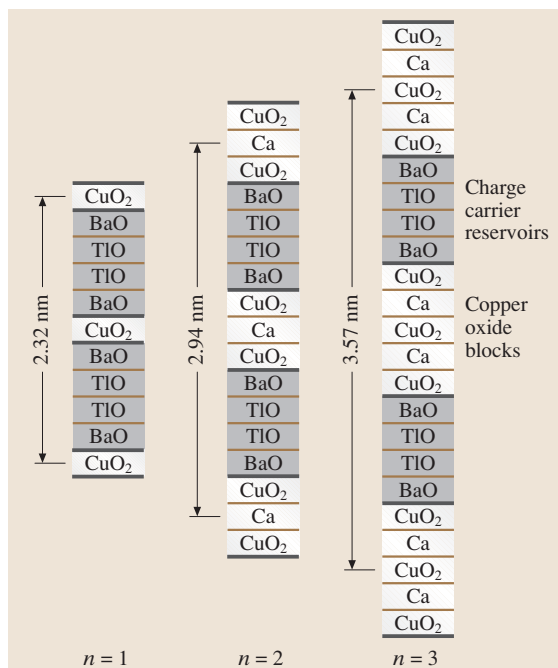 2.32 nm
CuO₂
BaO
TlO
TlO
BaO
CuO₂
BaO
TlO
TlO
BaO
CuO₂
n = 1
2.94 nm
CuO₂
Ca
CuO₂
BaO
TlO
TlO
BaO
CuO₂
Ca
CuO₂
BaO
TlO
TlO
BaO
CuO₂
Ca
CuO₂
n = 2
3.57 nm
CuO₂
Ca
CuO₂
Ca
CuO₂
BaO
TlO
TlO
BaO
CuO₂
Ca
CuO₂
Ca
CuO₂
BaO
TlO
TlO
BaO
CuO₂
Ca
CuO₂
Ca
CuO₂
n = 3
Charge
carrier
reservoirs
Copper
oxide
blocks